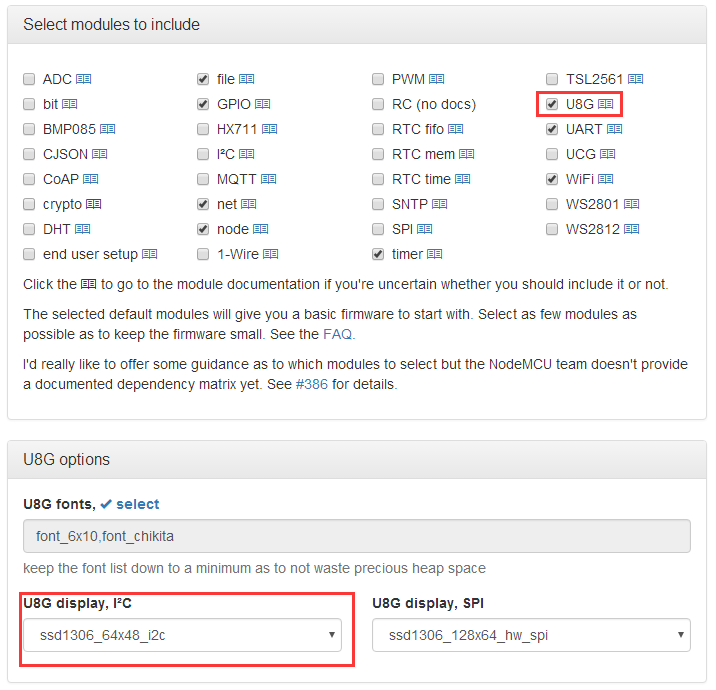 Select modules to include
ADC file PWM TSL2561
bit GPIO RC (no docs) U8G
BMP085 HX711 RTC fifo UART
CJSON I²C RTC mem UCG
CoAP MQTT RTC time WiFi
crypto net SNTP WS2801
DHT node SPI WS2812
end user setup 1-Wire timer
Click the to go to the module documentation if you're uncertain whether you should include it or not.
The selected default modules will give you a basic firmware to start with. Select as few modules as
possible as to keep the firmware small. See the FAQ.
I'd really like to offer some guidance as to which modules to select but the NodeMCU team doesn't provide
a documented dependency matrix yet. See #386 for details.
U8G options
U8G fonts, select
font_6x10,font_chikita
keep the font list down to a minimum as to not waste precious heap space
U8G display, I²C U8G display, SPI
ssd1306_64x48_i2c ssd1306_128x64_hw_spi